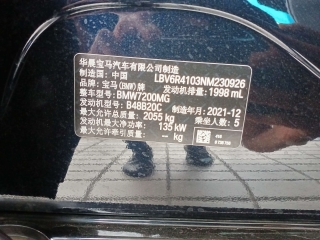 华晨宝马汽车有限公司制造
制造国：中国 LBV6R4103NM230926
品牌：宝马(BMW)牌 发动机排量：1998 mL
整车型号：BMW7200MG
发动机型号：B48B20C 制造年月：2021-12
最大允许总质量：2055 kg 乘坐人数：5
发动机最大净功率：135 kW
最大允许牵引质量：-- kg